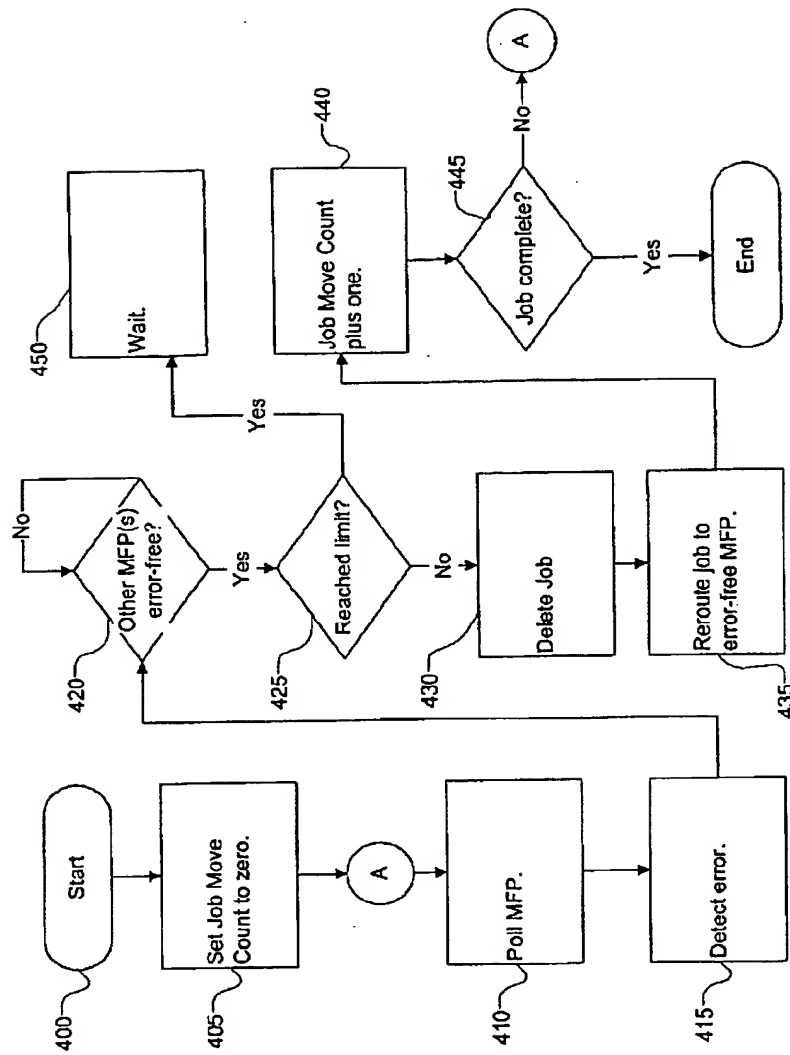 400
Start
405
Set Job Move
Count to zero.
A
410
Poll MFP.
415
Detect error.
420
Other MFP(s)
error-free?
No
Yes
425
Reached limit?
Yes
No
430
Delete Job
435
Reroute job to
error-free MFP.
450
Wait.
440
Job Move Count
plus one.
445
Job complete?
No
A
Yes
End